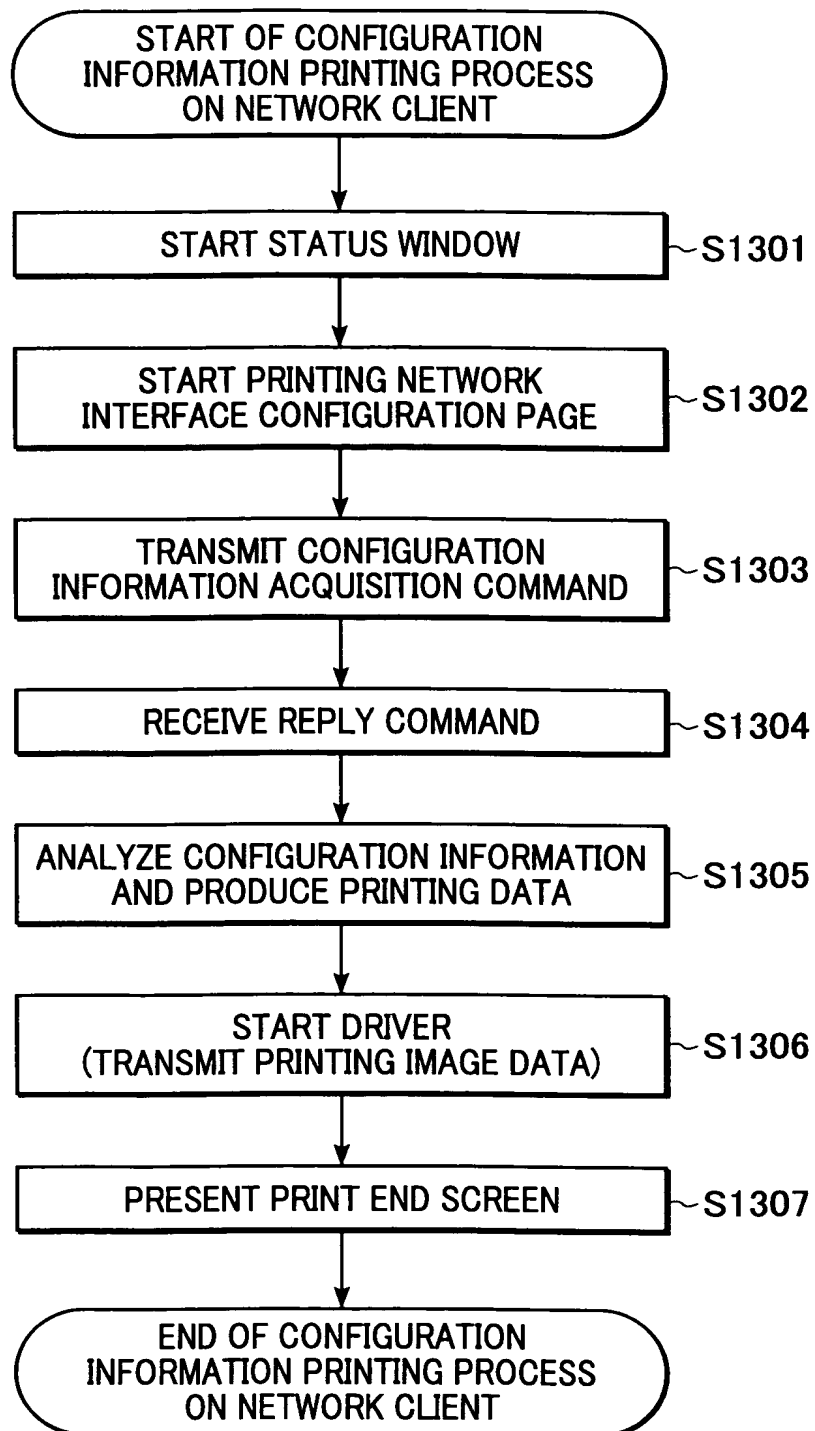 START OF CONFIGURATION
INFORMATION PRINTING PROCESS
ON NETWORK CLIENT
START STATUS WINDOW
S1301
START PRINTING NETWORK
INTERFACE CONFIGURATION PAGE
S1302
TRANSMIT CONFIGURATION
INFORMATION ACQUISITION COMMAND
S1303
RECEIVE REPLY COMMAND
S1304
ANALYZE CONFIGURATION INFORMATION
AND PRODUCE PRINTING DATA
S1305
START DRIVER
(TRANSMIT PRINTING IMAGE DATA)
S1306
PRESENT PRINT END SCREEN
S1307
END OF CONFIGURATION
INFORMATION PRINTING PROCESS
ON NETWORK CLIENT